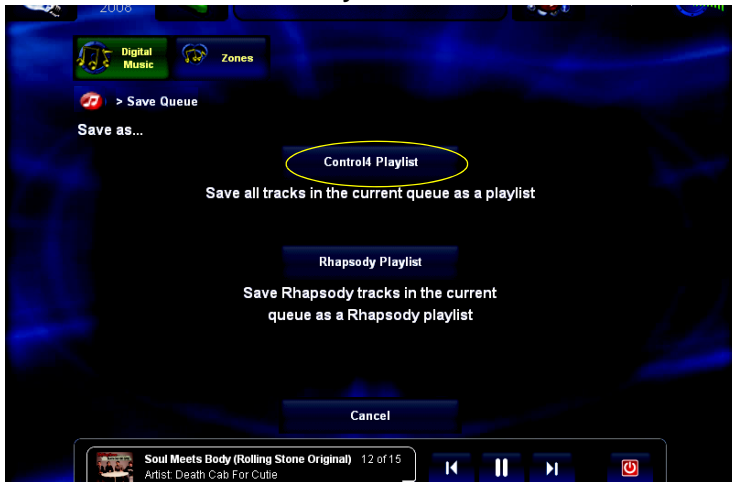 2008
Digital
Music
Zones
> Save Queue
Save as...
Control4 Playlist
Save all tracks in the current queue as a playlist
Rhapsody Playlist
Save Rhapsody tracks in the current
queue as a Rhapsody playlist
Cancel
Soul Meets Body (Rolling Stone Original) 12 of 15
Artist: Death Cab For Cutie